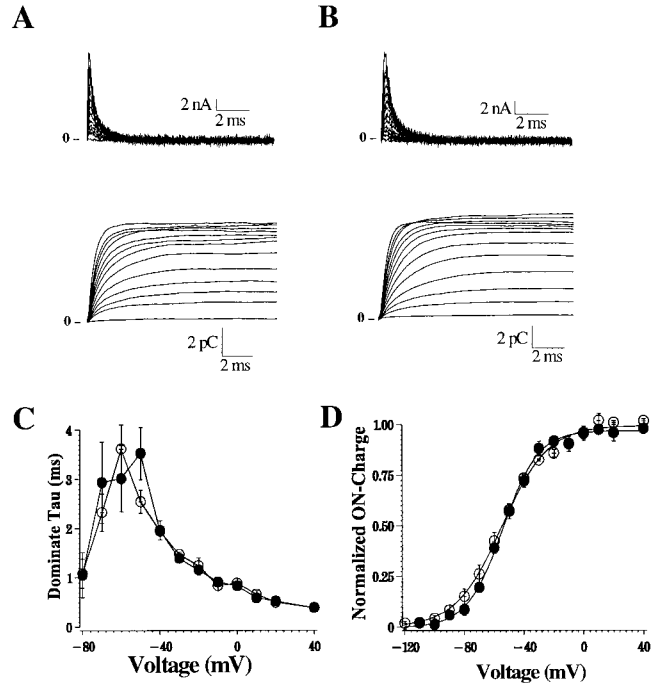 A
B
2 nA
2 ms
2 nA
2 ms
0
0
0
0
2 pC
2 ms
2 pC
2 ms
C
D
4
3
2
1
0
Dominate Tau (ms)
-80
-40
0
40
Voltage (mV)
1.00
0.75
0.50
0.25
0.00
Normalized ON-Charge
-120
-80
-40
0
40
Voltage (mV)